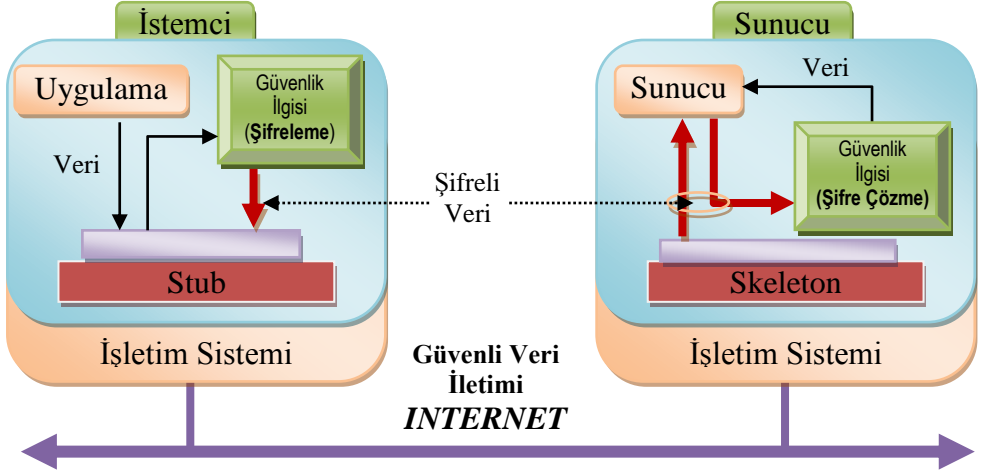 İstemci
Uygulama
Güvenlik
İlgisi
(Şifreleme)
Veri
Stub
İşletim Sistemi
Şifreli
Veri
Sunucu
Sunucu
Veri
Güvenlik
İlgisi
(Şifre Çözme)
Skeleton
İşletim Sistemi
Güvenli Veri
İletimi
INTERNET